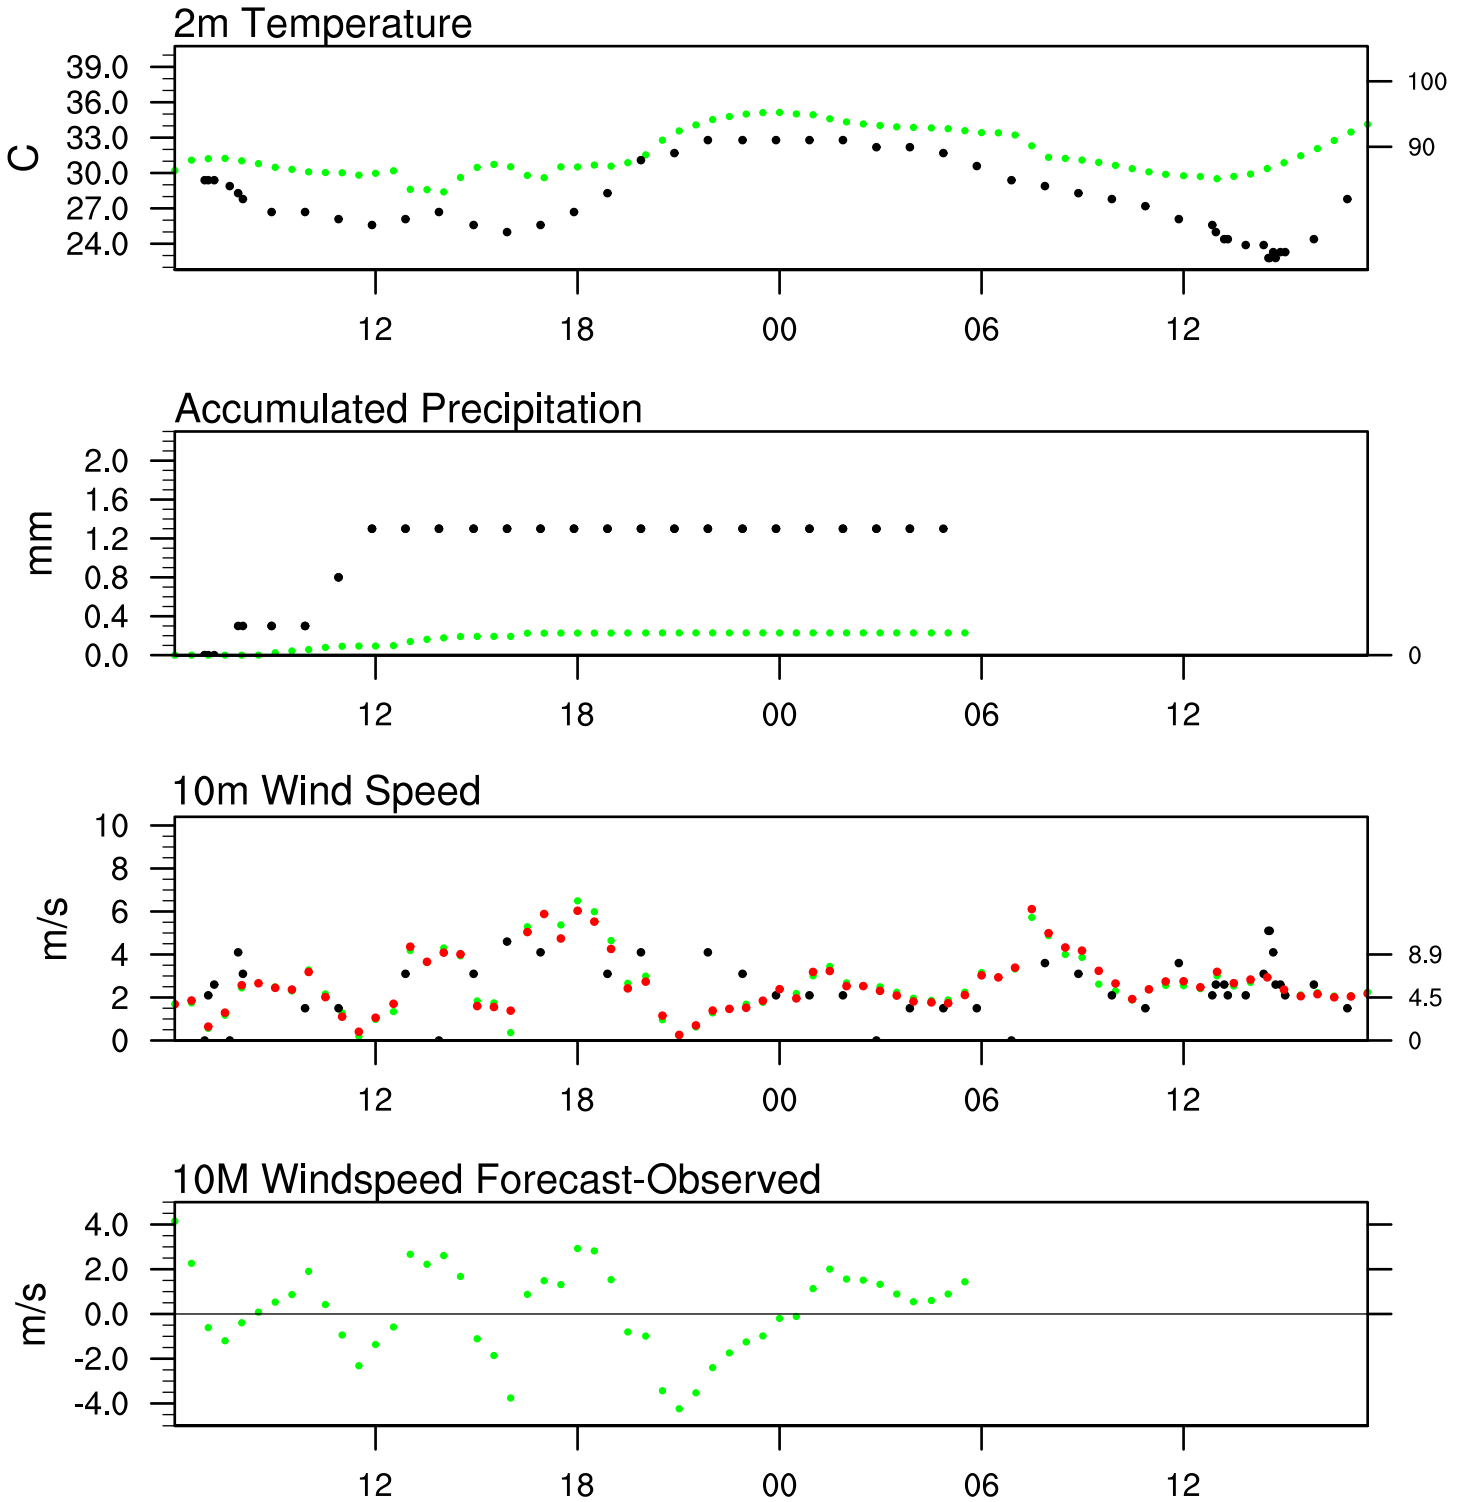 2m Temperature
39.0
36.0
33.0
30.0
27.0
24.0
C
100
90
12 18 00 06 12
Accumulated Precipitation
2.0
1.6
1.2
0.8
0.4
0.0
mm
0
12 18 00 06 12
10m Wind Speed
10
8
6
4
2
0
m/s
8.9
4.5
0
12 18 00 06 12
10M Windspeed Forecast-Observed
4.0
2.0
0.0
-2.0
-4.0
m/s
12 18 00 06 12